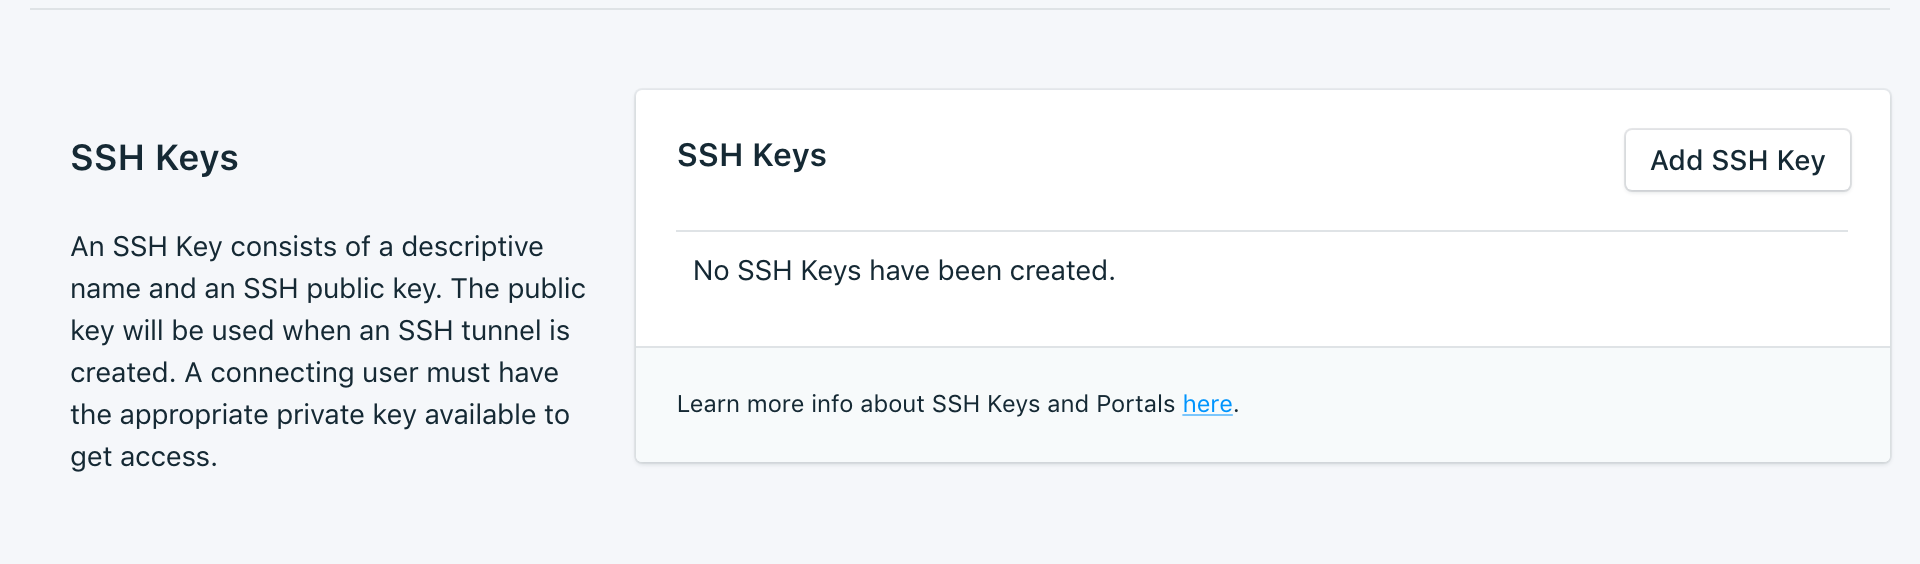 SSH Keys
An SSH Key consists of a descriptive
name and an SSH public key. The public
key will be used when an SSH tunnel is
created. A connecting user must have
the appropriate private key available to
get access.
SSH Keys
Add SSH Key
No SSH Keys have been created.
Learn more info about SSH Keys and Portals here.